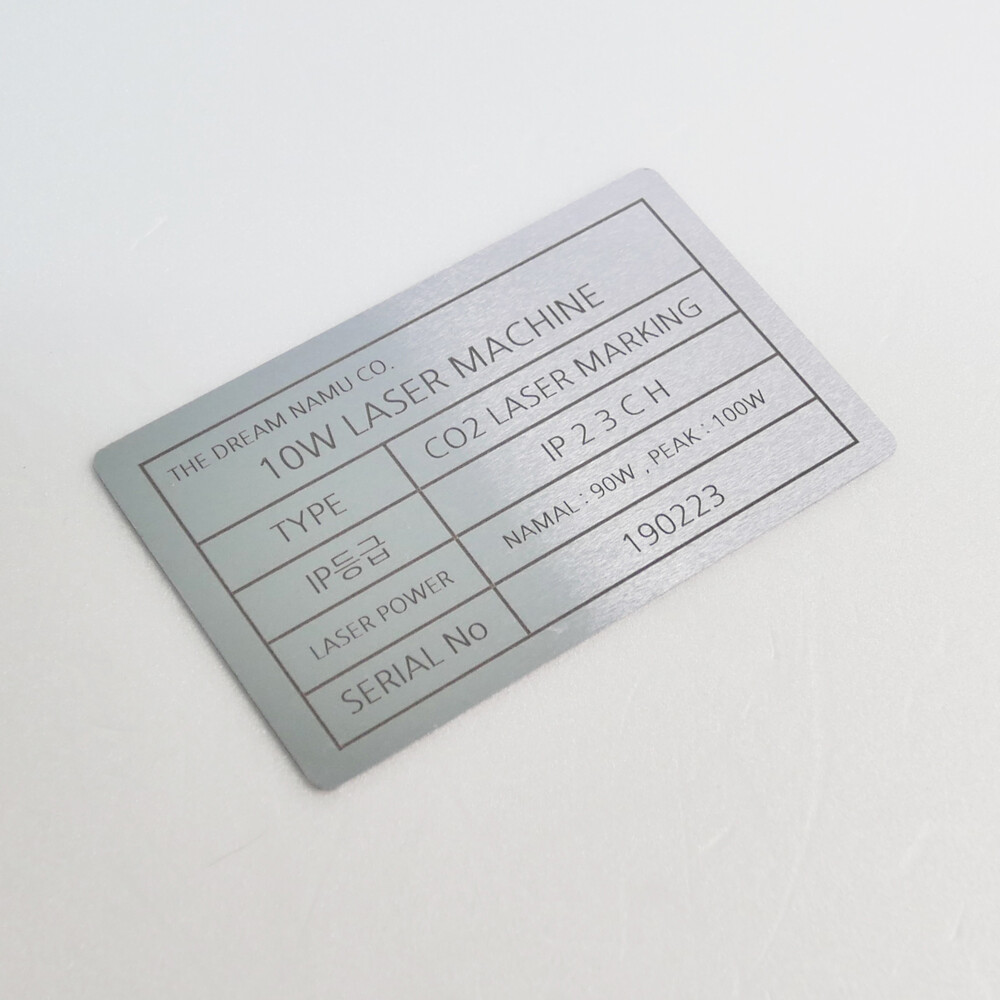 THE DREAM NAMU CO.
10W LASER MACHINE
TYPE CO2 LASER MARKING
IP등급 IP 2 3 C H
LASER POWER NAMAL : 90W , PEAK : 100W
SERIAL No 190223